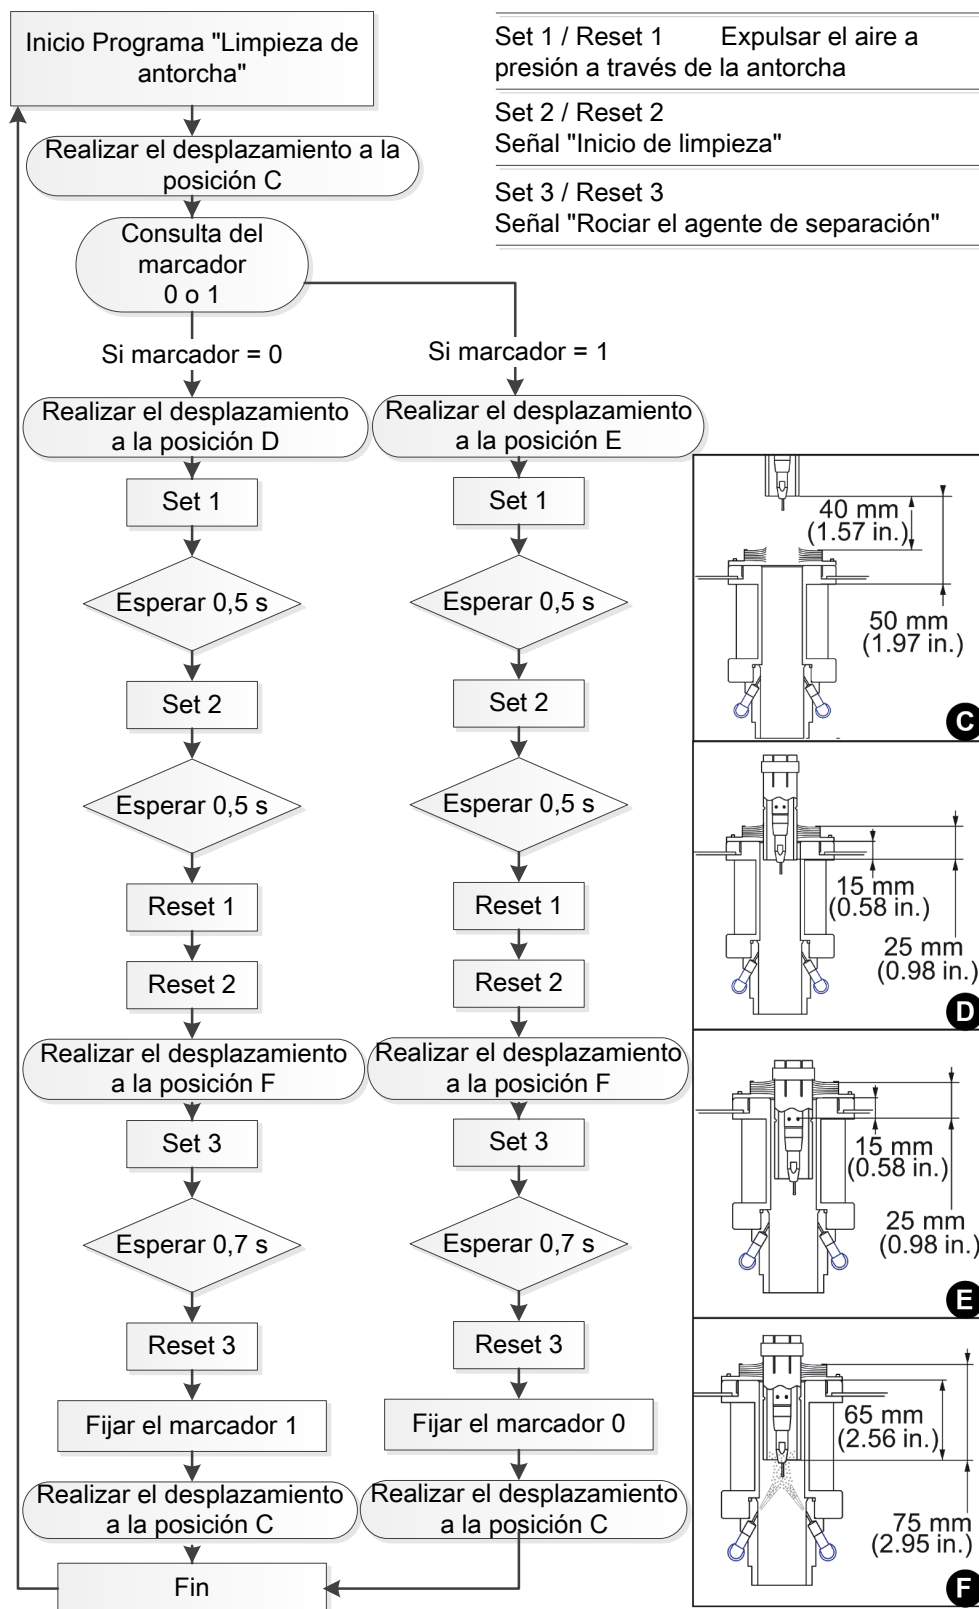 Inicio Programa "Limpieza de
antorcha"
Realizar el desplazamiento a la
posición C
Consulta del
marcador
0 o 1
Si marcador = 0
Realizar el desplazamiento
a la posición D
Set 1
Esperar 0,5 s
Set 2
Esperar 0,5 s
Reset 1
Reset 2
Realizar el desplazamiento
a la posición F
Set 3
Esperar 0,7 s
Reset 3
Fijar el marcador 1
Realizar el desplazamiento
a la posición C
Fin
Si marcador = 1
Realizar el desplazamiento
a la posición E
Set 1
Esperar 0,5 s
Set 2
Esperar 0,5 s
Reset 1
Reset 2
Realizar el desplazamiento
a la posición F
Set 3
Esperar 0,7 s
Reset 3
Fijar el marcador 0
Realizar el desplazamiento
a la posición C
Set 1 / Reset 1 Expulsar el aire a
presión a través de la antorcha
Set 2 / Reset 2
Señal "Inicio de limpieza"
Set 3 / Reset 3
Señal "Rociar el agente de separación"
40 mm
(1.57 in.)
50 mm
(1.97 in.)
C
15 mm
(0.58 in.)
25 mm
(0.98 in.)
D
15 mm
(0.58 in.)
25 mm
(0.98 in.)
E
65 mm
(2.56 in.)
75 mm
(2.95 in.)
F